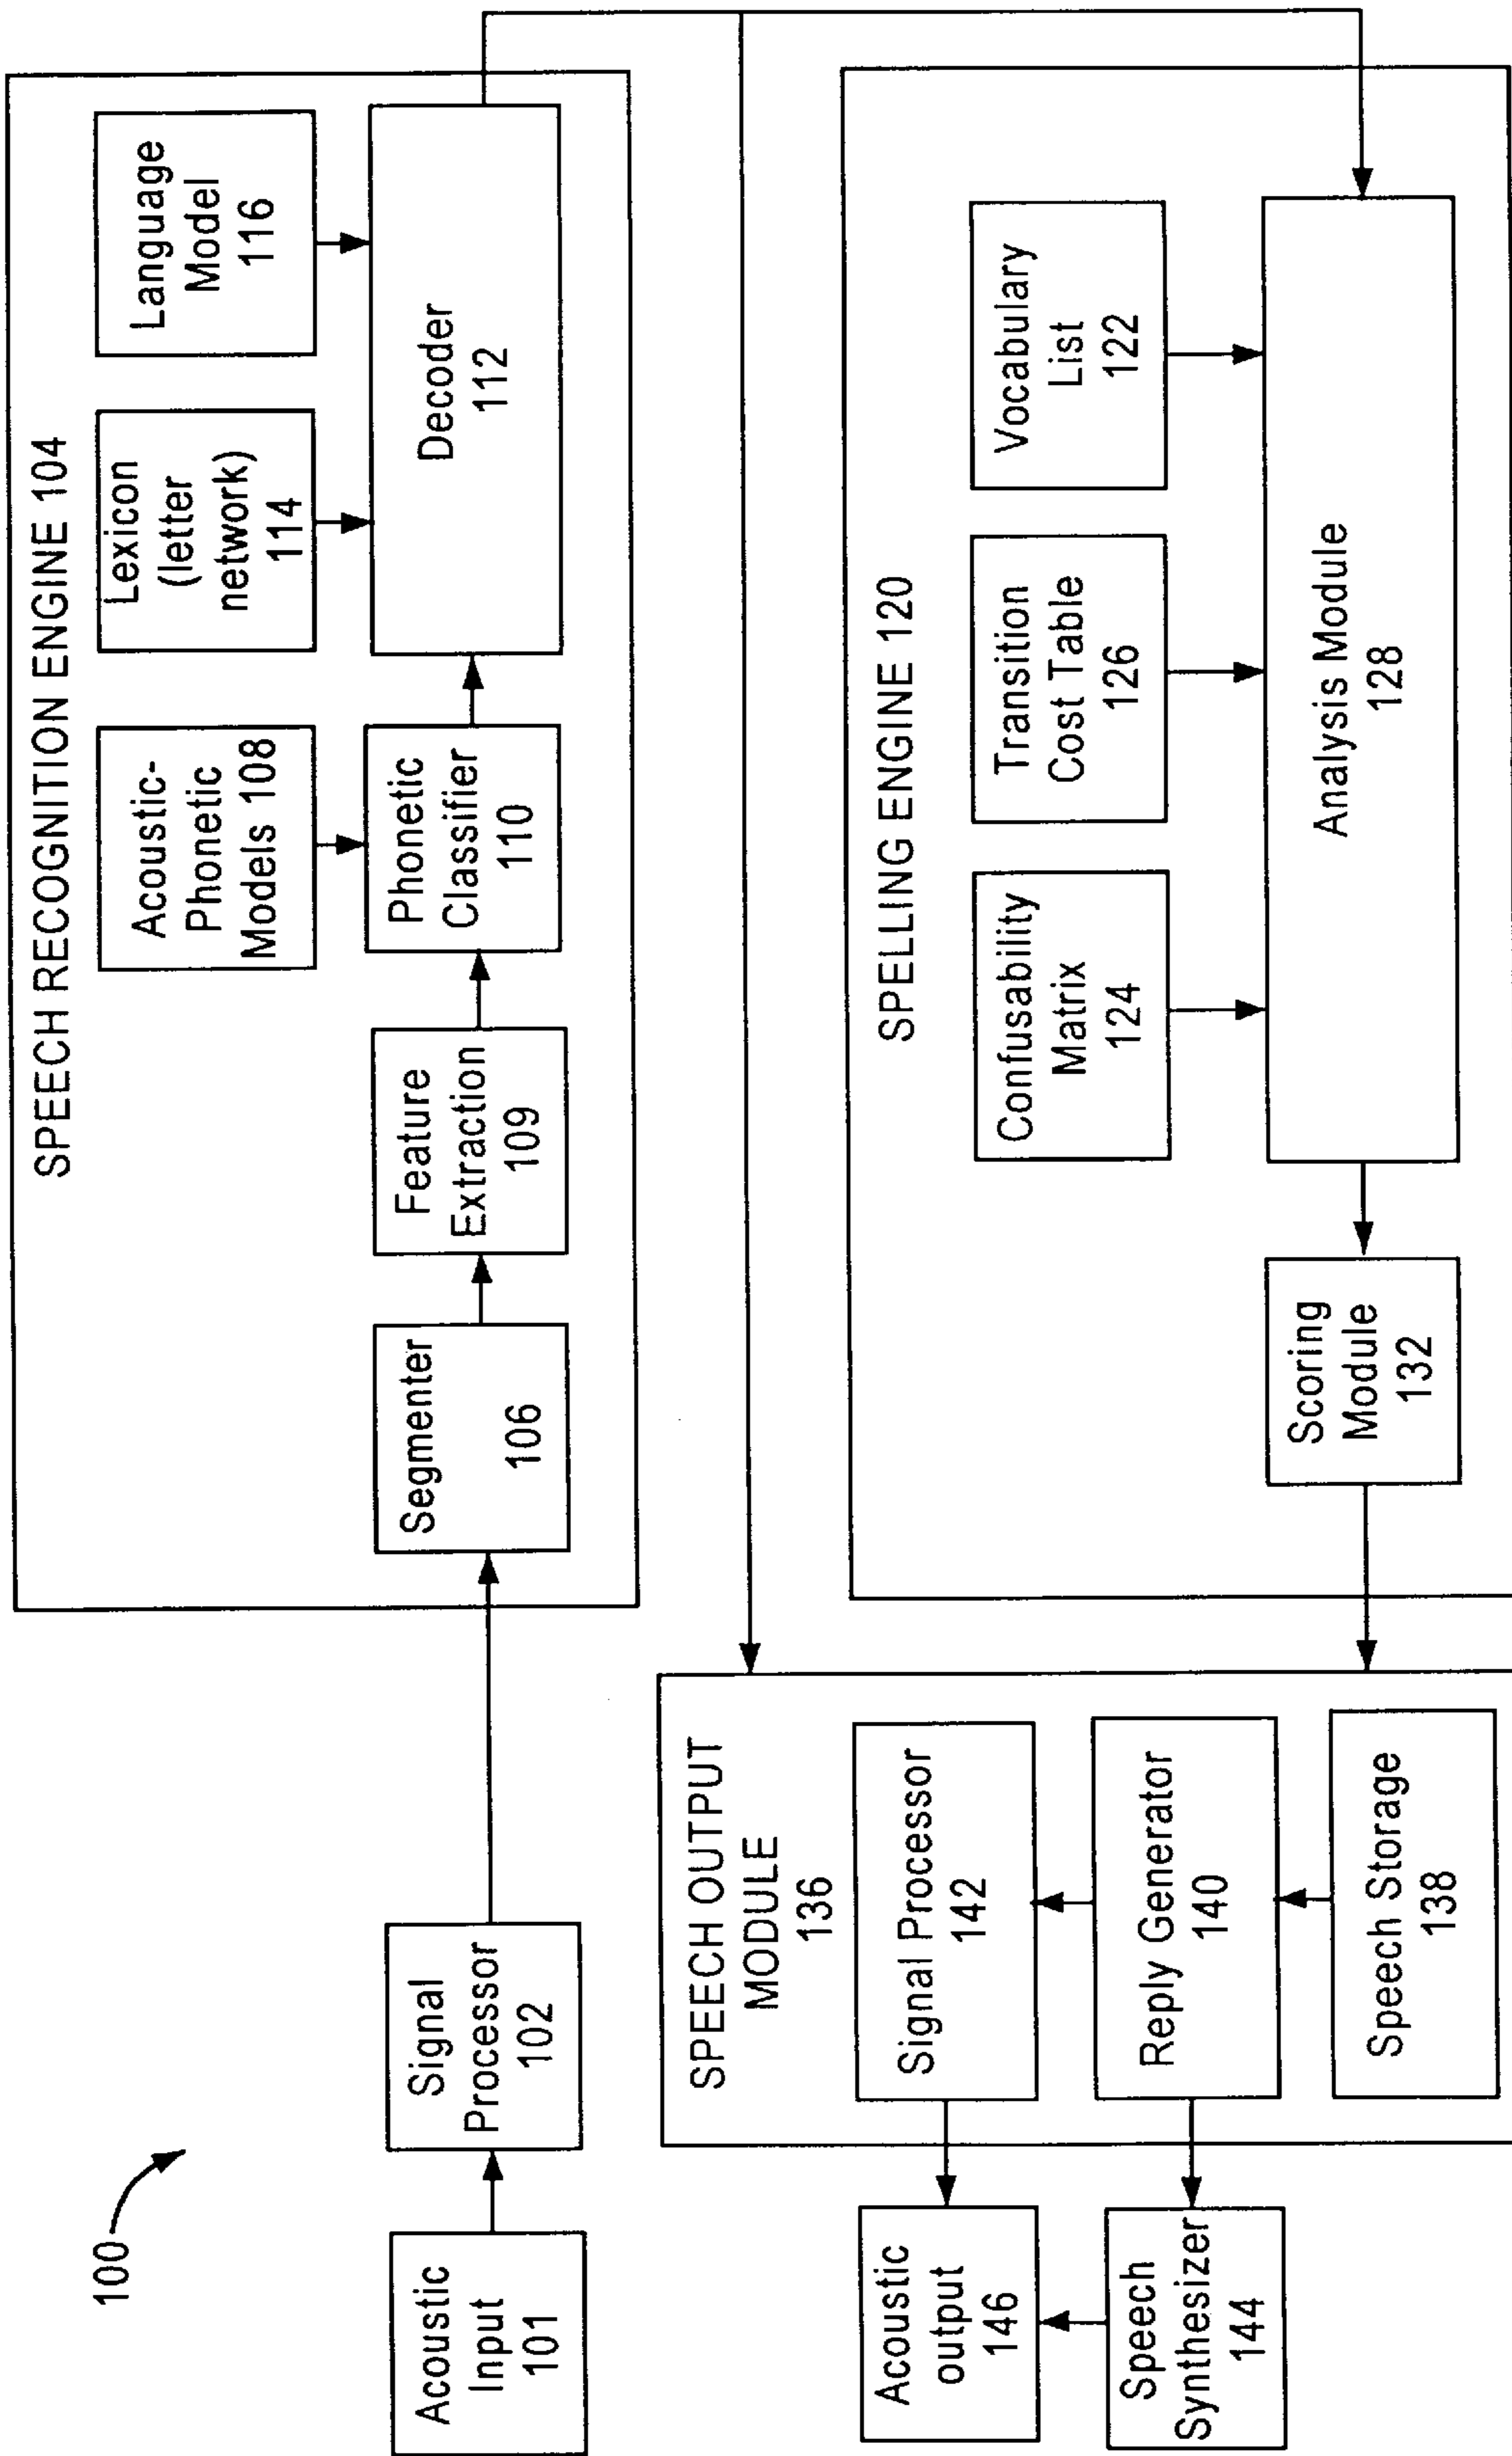 100
Acoustic
Input
101
Signal
Processor
102
SPEECH RECOGNITION ENGINE 104
Segmenter
106
Feature
Extraction
109
Acoustic-
Phonetic
Models 108
Phonetic
Classifier
110
Lexicon
(letter
network)
114
Language
Model
116
Decoder
112
SPEECH OUTPUT
MODULE
136
Signal Processor
142
Reply Generator
140
Speech Storage
138
Acoustic
output
146
Speech
Synthesizer
144
SPELLING ENGINE 120
Confusability
Matrix
124
Transition
Cost Table
126
Vocabulary
List
122
Analysis Module
128
Scoring
Module
132